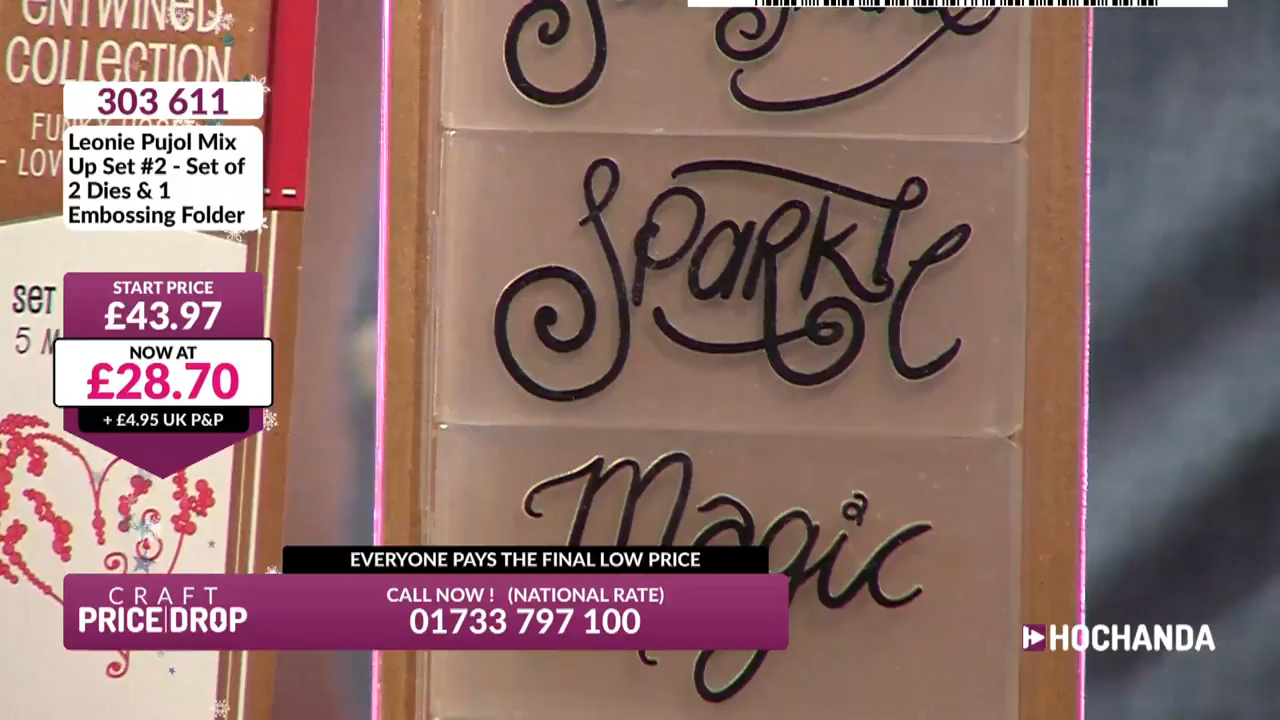 ENTWINED
COLLECTION
303 611
Leonie Pujol Mix
Up Set #2 - Set of
2 Dies & 1
Embossing Folder
SET
5
START PRICE
£43.97
NOW AT
£28.70
+ £4.95 UK P&P
Sparkle
Magic
EVERYONE PAYS THE FINAL LOW PRICE
CRAFT
PRICE DROP
CALL NOW ! (NATIONAL RATE)
01733 797 100
HOCHANDA